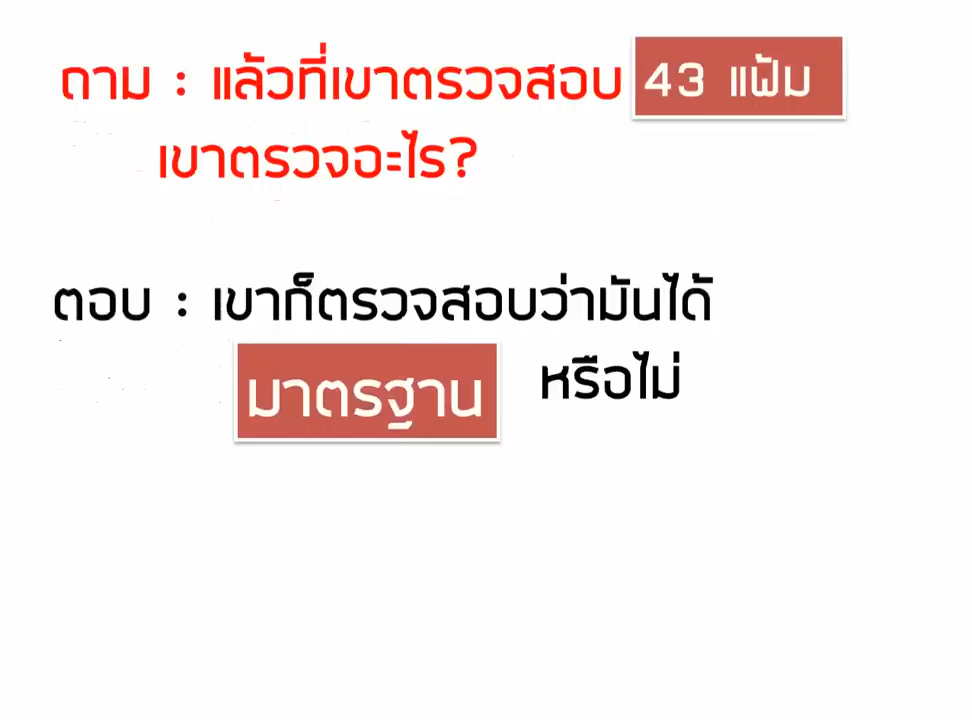 ถาม : แล้วที่เขาตรวจสอบ 43 แฟ้ม
เขาตรวจอะไร?
ตอบ : เขาก็ตรวจสอบว่ามันได้
มาตรฐาน หรือไม่